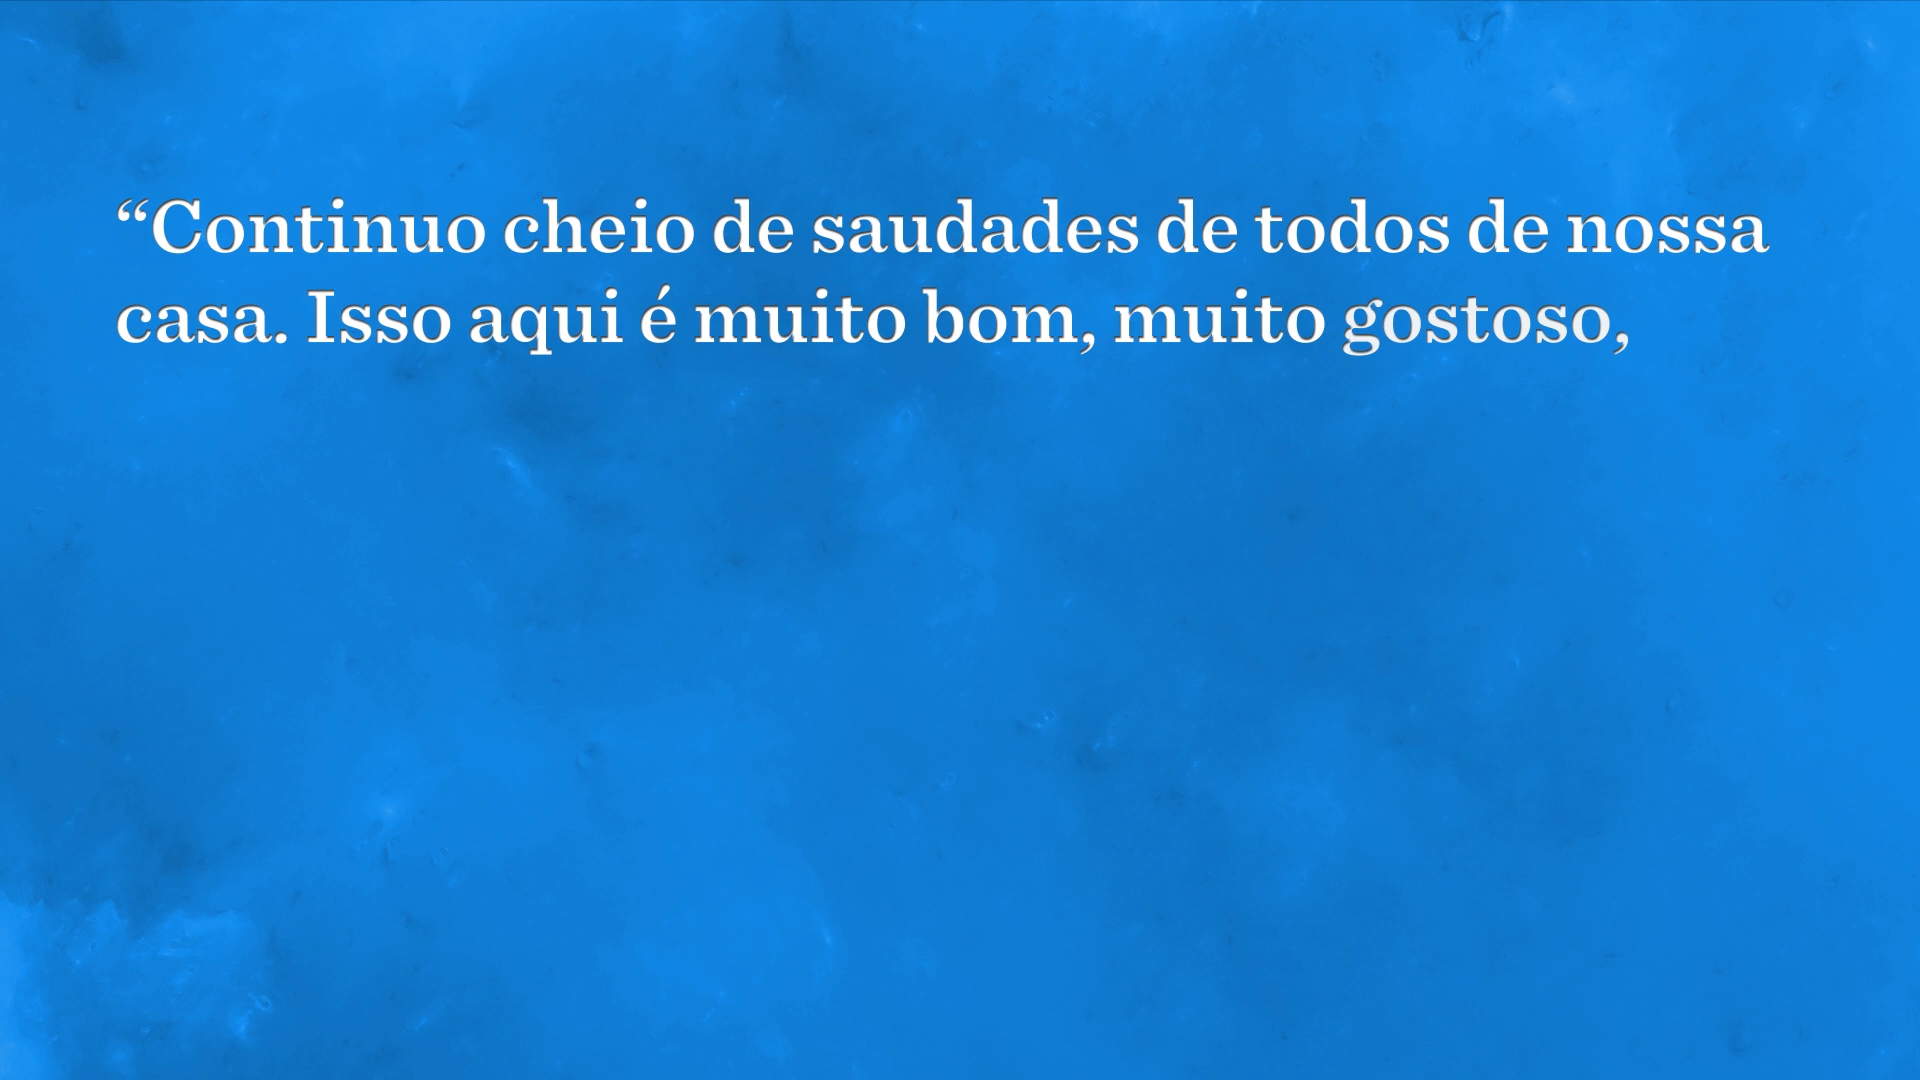 “Continuo cheio de saudades de todos de nossa
casa. Isso aqui é muito bom, muito gostoso,